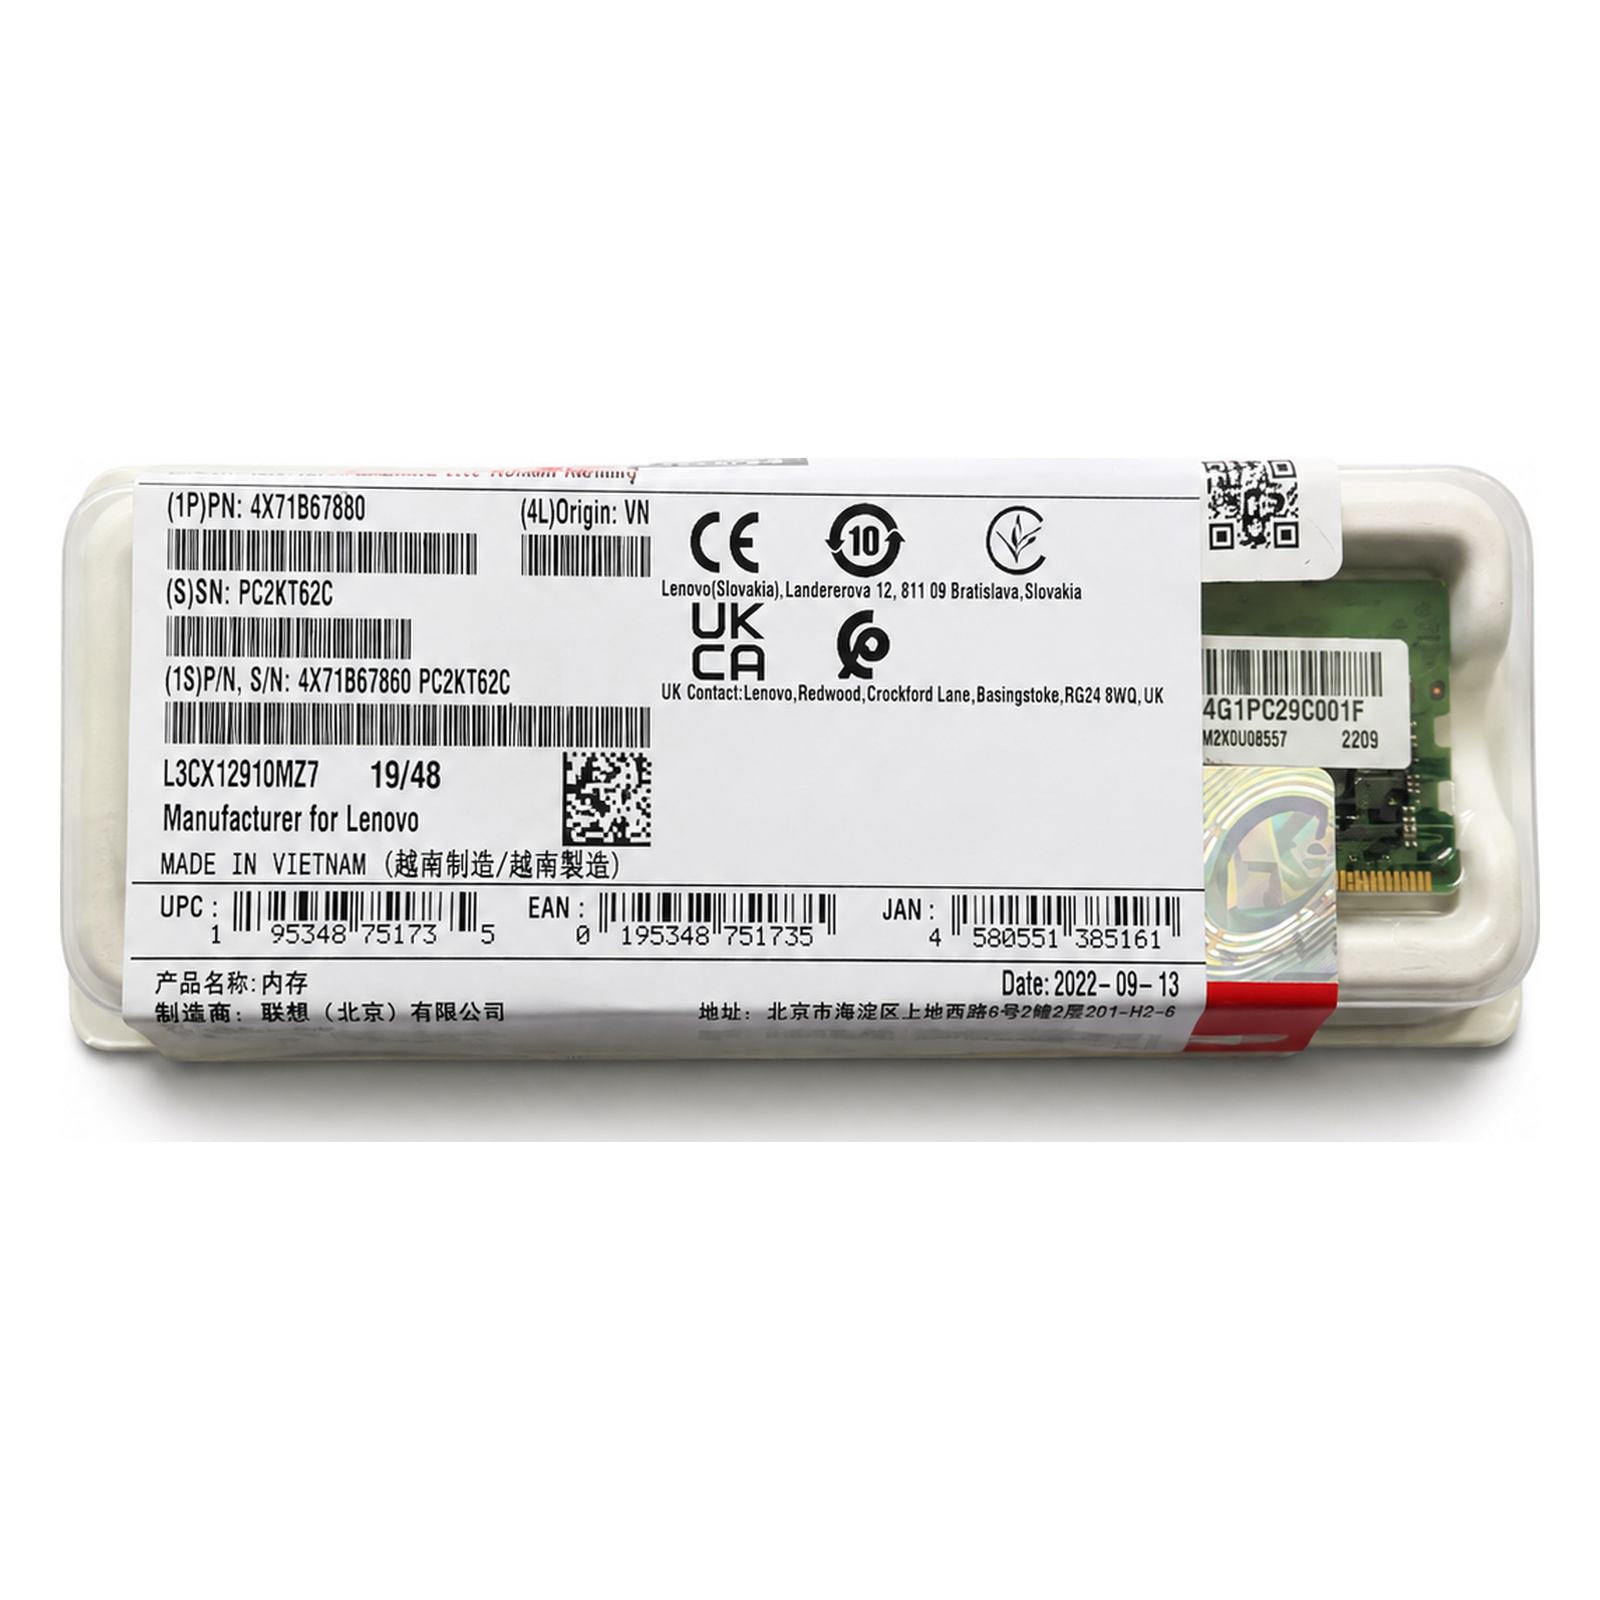 (1P)PN: 4X71B67880
(4L)Origin: VN
(S)SN: PC2KT62C
(1S)P/N, S/N: 4X71B67860 PC2KT62C
L3CX12910MZ7 19/48
Manufacturer for Lenovo
MADE IN VIETNAM (越南制造/越南製造)
CE
10
Lenovo(Slovakia),Landererova 12, 811 09 Bratislava,Slovakia
UK
CA
UK Contact:Lenovo,Redwood,Crockford Lane,Basingstoke,RG24 8WQ, UK
4G1PC29C001F
M2X0U08557 2209
UPC : 1 95348 75173 5
EAN : 0 195348 751735
JAN : 4 580551 385161
产品名称:内存
Date: 2022-09-13
制造商：联想（北京）有限公司
地址：北京市海淀区上地西路6号2幢2层201-H2-6